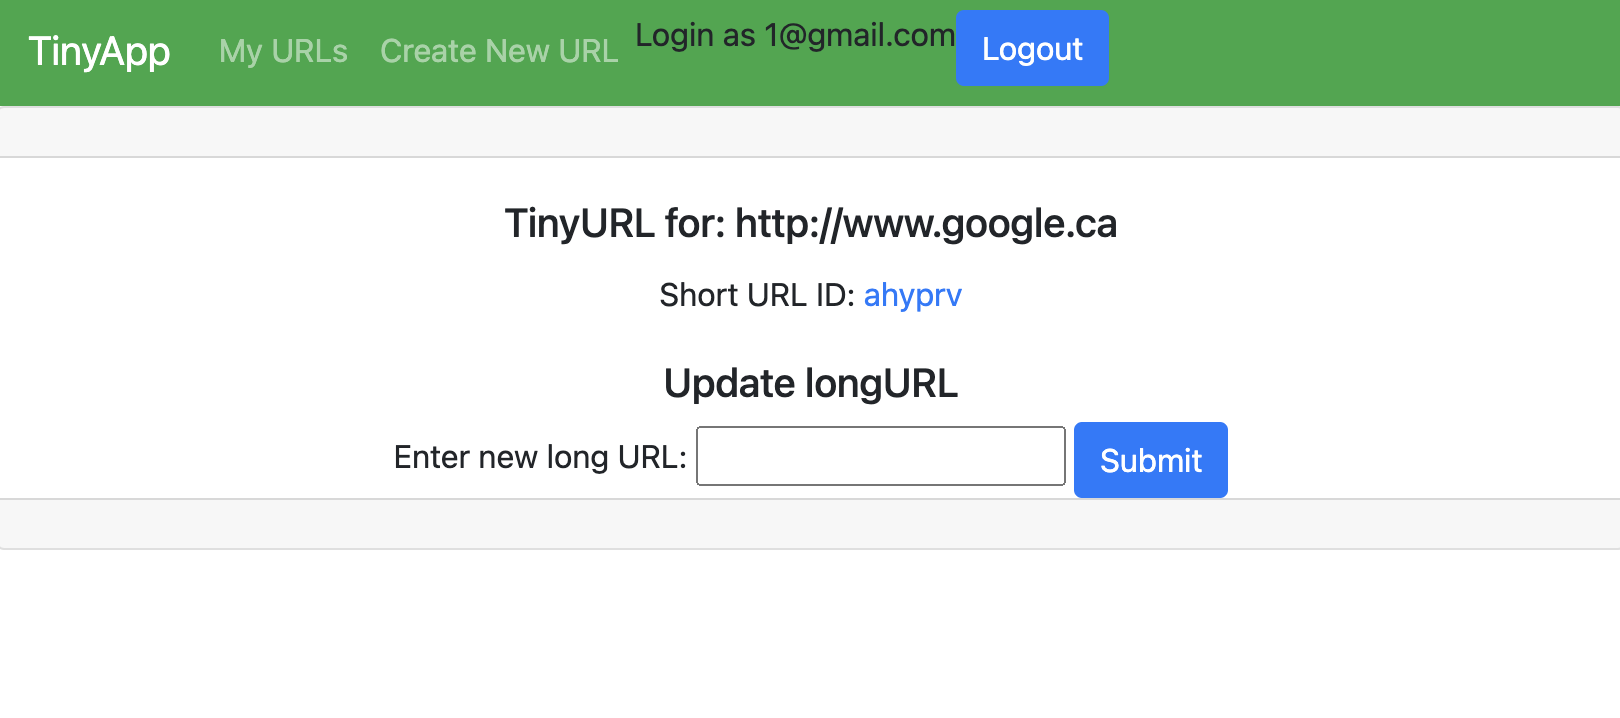 TinyApp My URLs Create New URL Login as 1@gmail.com Logout
TinyURL for: http://www.google.ca
Short URL ID: ahyprv
Update longURL
Enter new long URL: Submit